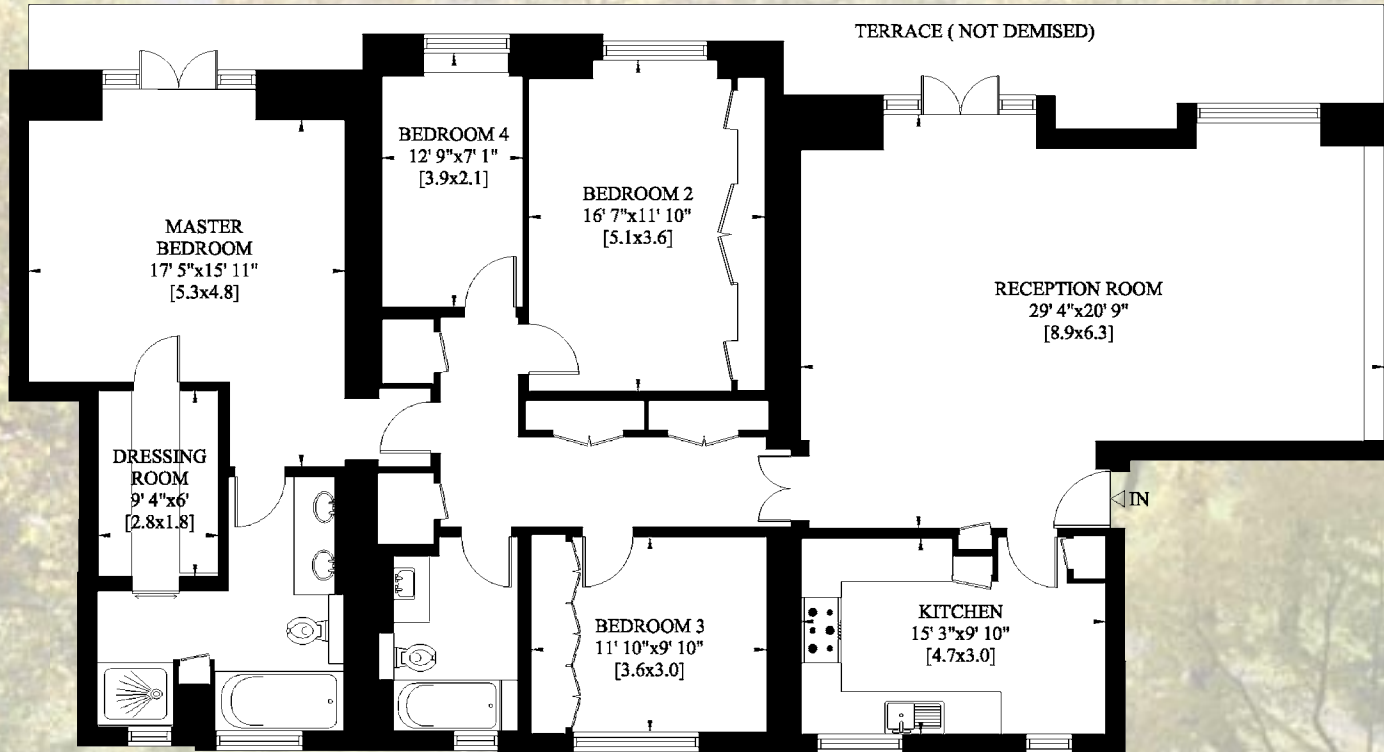 TERRACE ( NOT DEMISED)
BEDROOM 4
12' 9"x7' 1"
[3.9x2.1]
BEDROOM 2
16' 7"x11' 10"
[5.1x3.6]
MASTER
BEDROOM
17' 5"x15' 11"
[5.3x4.8]
RECEPTION ROOM
29' 4"x20' 9"
[8.9x6.3]
DRESSING
ROOM
9' 4"x6'
[2.8x1.8]
IN
BEDROOM 3
11' 10"x9' 10"
[3.6x3.0]
KITCHEN
15' 3"x9' 10"
[4.7x3.0]